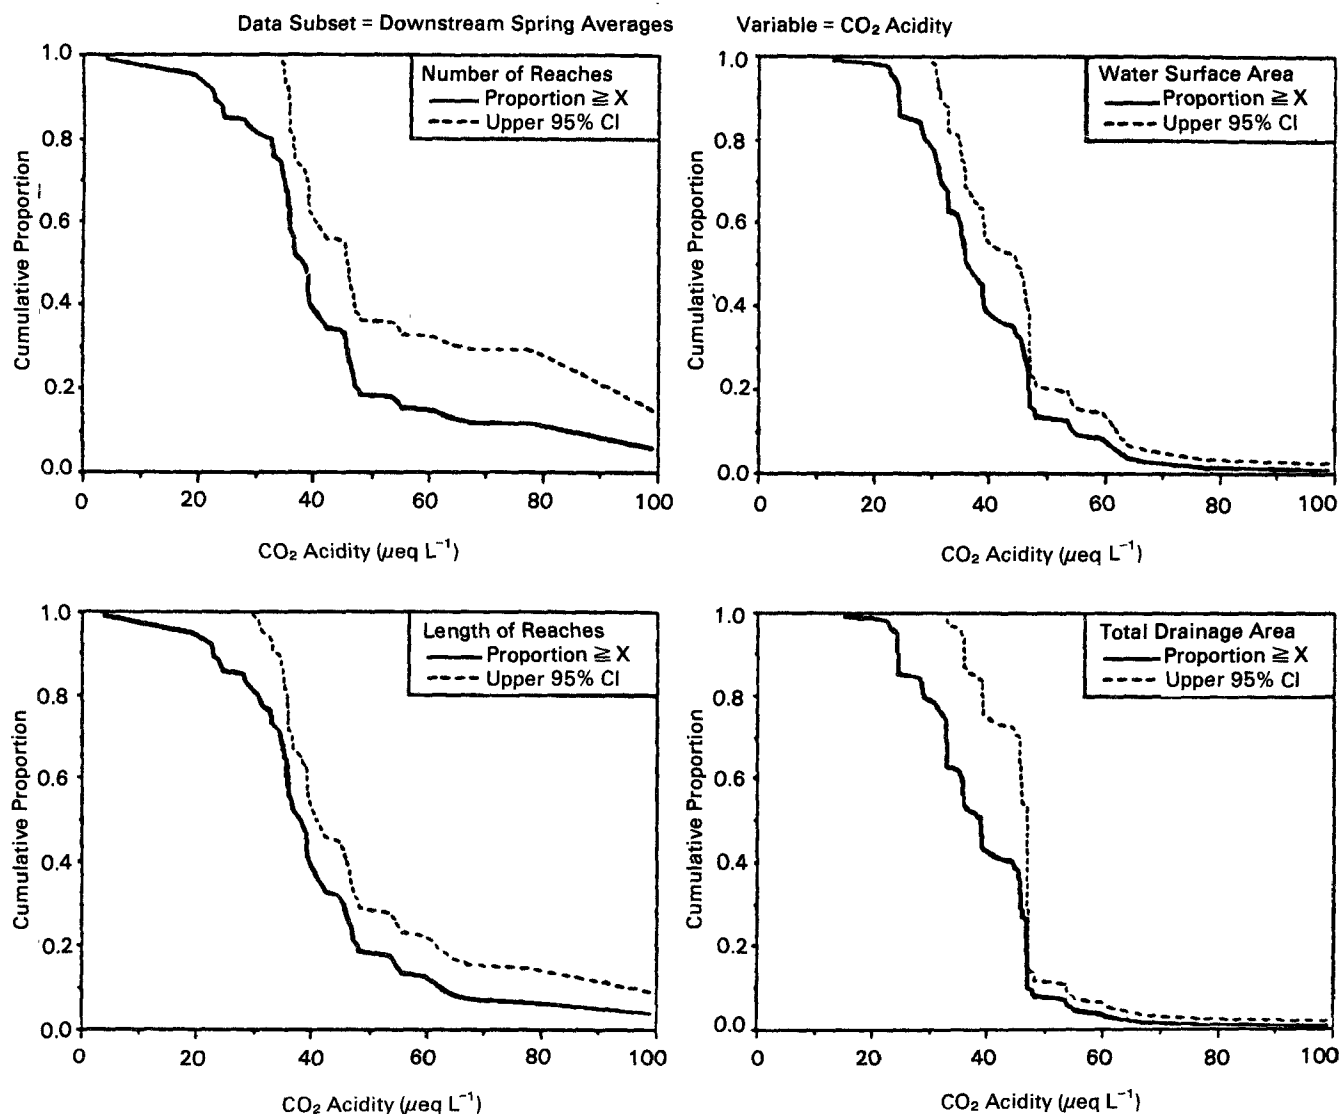 Data Subset = Downstream Spring Averages Variable = CO₂ Acidity
Number of Reaches
Proportion ≧ X
Upper 95% CI
Cumulative Proportion
1.0
0.8
0.6
0.4
0.2
0.0
0 20 40 60 80 100
CO₂ Acidity (μeq L⁻¹)
Water Surface Area
Proportion ≧ X
Upper 95% CI
Cumulative Proportion
1.0
0.8
0.6
0.4
0.2
0.0
0 20 40 60 80 100
CO₂ Acidity (μeq L⁻¹)
Length of Reaches
Proportion ≧ X
Upper 95% CI
Cumulative Proportion
1.0
0.8
0.6
0.4
0.2
0.0
0 20 40 60 80 100
CO₂ Acidity (μeq L⁻¹)
Total Drainage Area
Proportion ≧ X
Upper 95% CI
Cumulative Proportion
1.0
0.8
0.6
0.4
0.2
0.0
0 20 40 60 80 100
CO₂ Acidity (μeq L⁻¹)